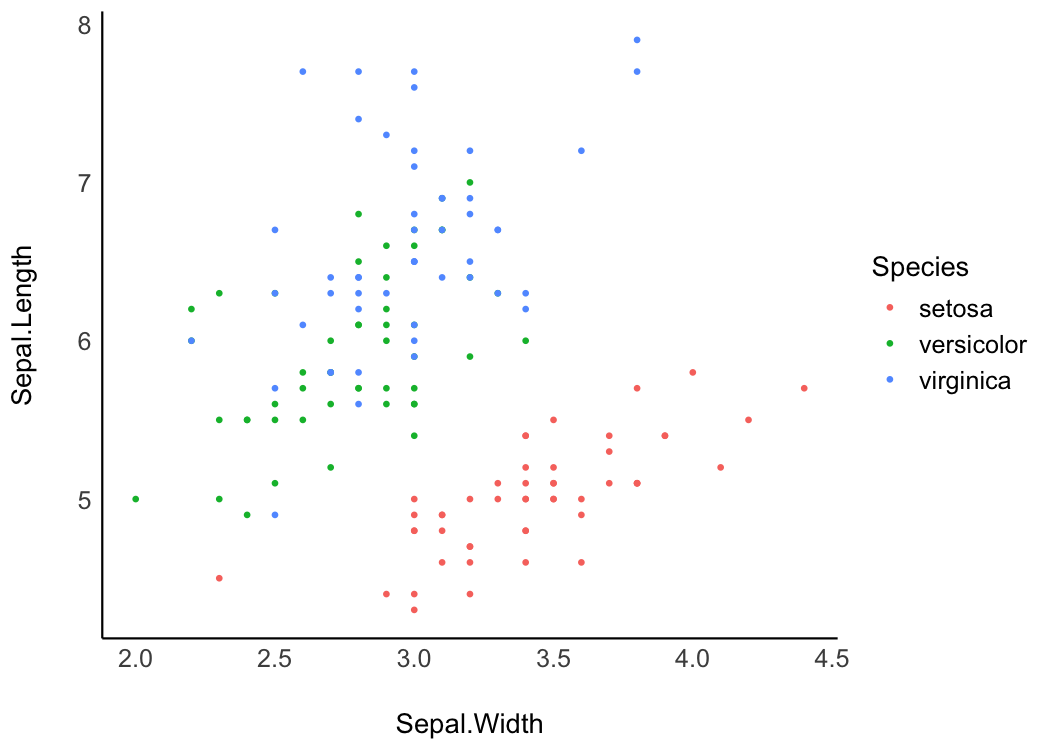 8
7
6
5
Sepal.Length
2.0 2.5 3.0 3.5 4.0 4.5
Sepal.Width
Species
setosa
versicolor
virginica